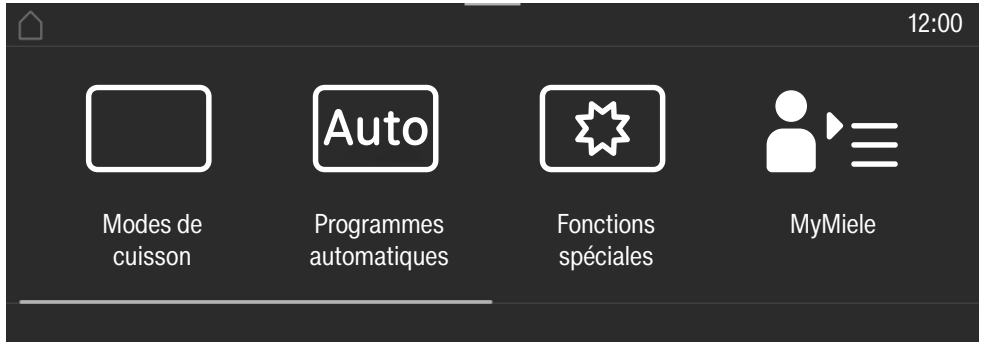 12:00
Auto
Modes de
cuisson
Programmes
automatiques
Fonctions
spéciales
MyMiele